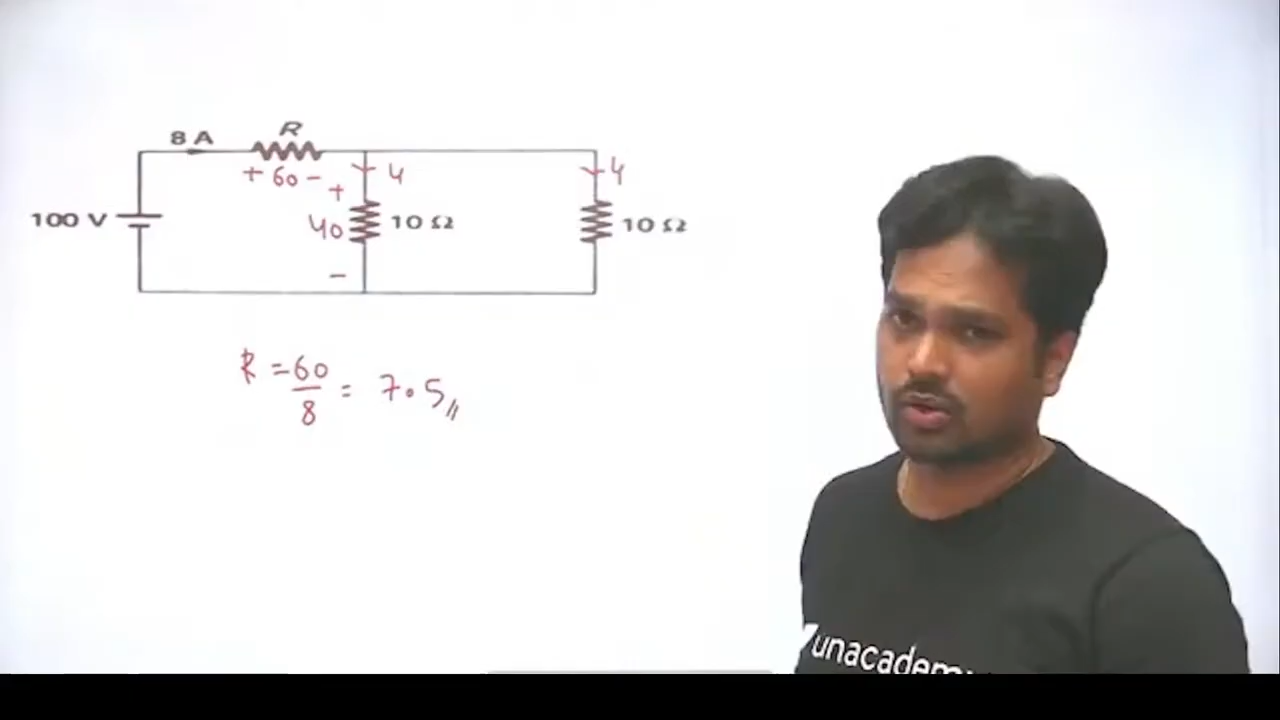 R
8 A
+ 60 -
+
4
4
100 V
40
10 Ω
10 Ω
-
R = 60/8 = 7.5
unacademy